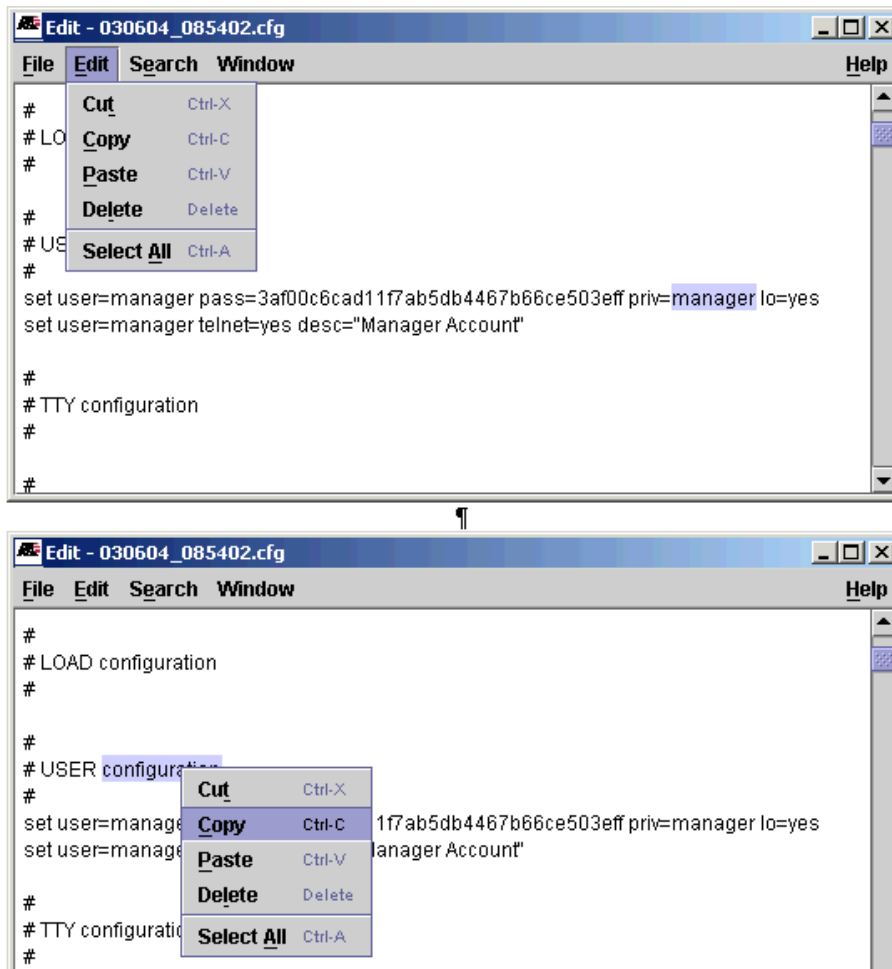 Edit - 030604_085402.cfg
File Edit Search Window Help
#
# LO
#
Cut Ctrl-X
Copy Ctrl-C
Paste Ctrl-V
Delete Delete
Select All Ctrl-A
#
# US
#
set user=manager pass=3af00c6cad11f7ab5db4467b66ce503eff priv=manager lo=yes
set user=manager telnet=yes desc="Manager Account"
#
# TTY configuration
#
#
¶
Edit - 030604_085402.cfg
File Edit Search Window Help
#
# LOAD configuration
#
#
# USER configuration
#
set user=manage 1f7ab5db4467b66ce503eff priv=manager lo=yes
set user=manage anager Account"
Cut Ctrl-X
Copy Ctrl-C
Paste Ctrl-V
Delete Delete
Select All Ctrl-A
#
# TTY configuratio
#